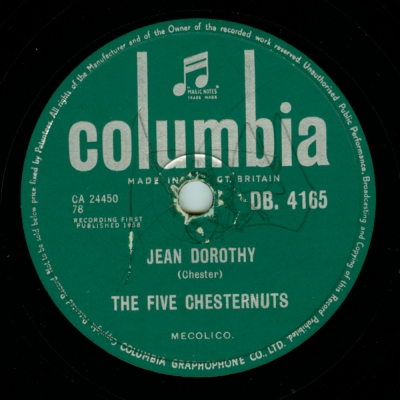 All rights of the Manufacturer and of the Owner of the recorded work reserved. Unauthorised Public Performance, Broadcasting and Copying of this Record Prohibited.
MAGIC NOTES
TRADE MARK
columbia
MADE IN GT. BRITAIN
CA 24450
78
DB. 4165
RECORDING FIRST
PUBLISHED 1958
JEAN DOROTHY
(Chester)
THE FIVE CHESTERNUTS
MECOLICO.
COLUMBIA GRAPHOPHONE CO., LTD.